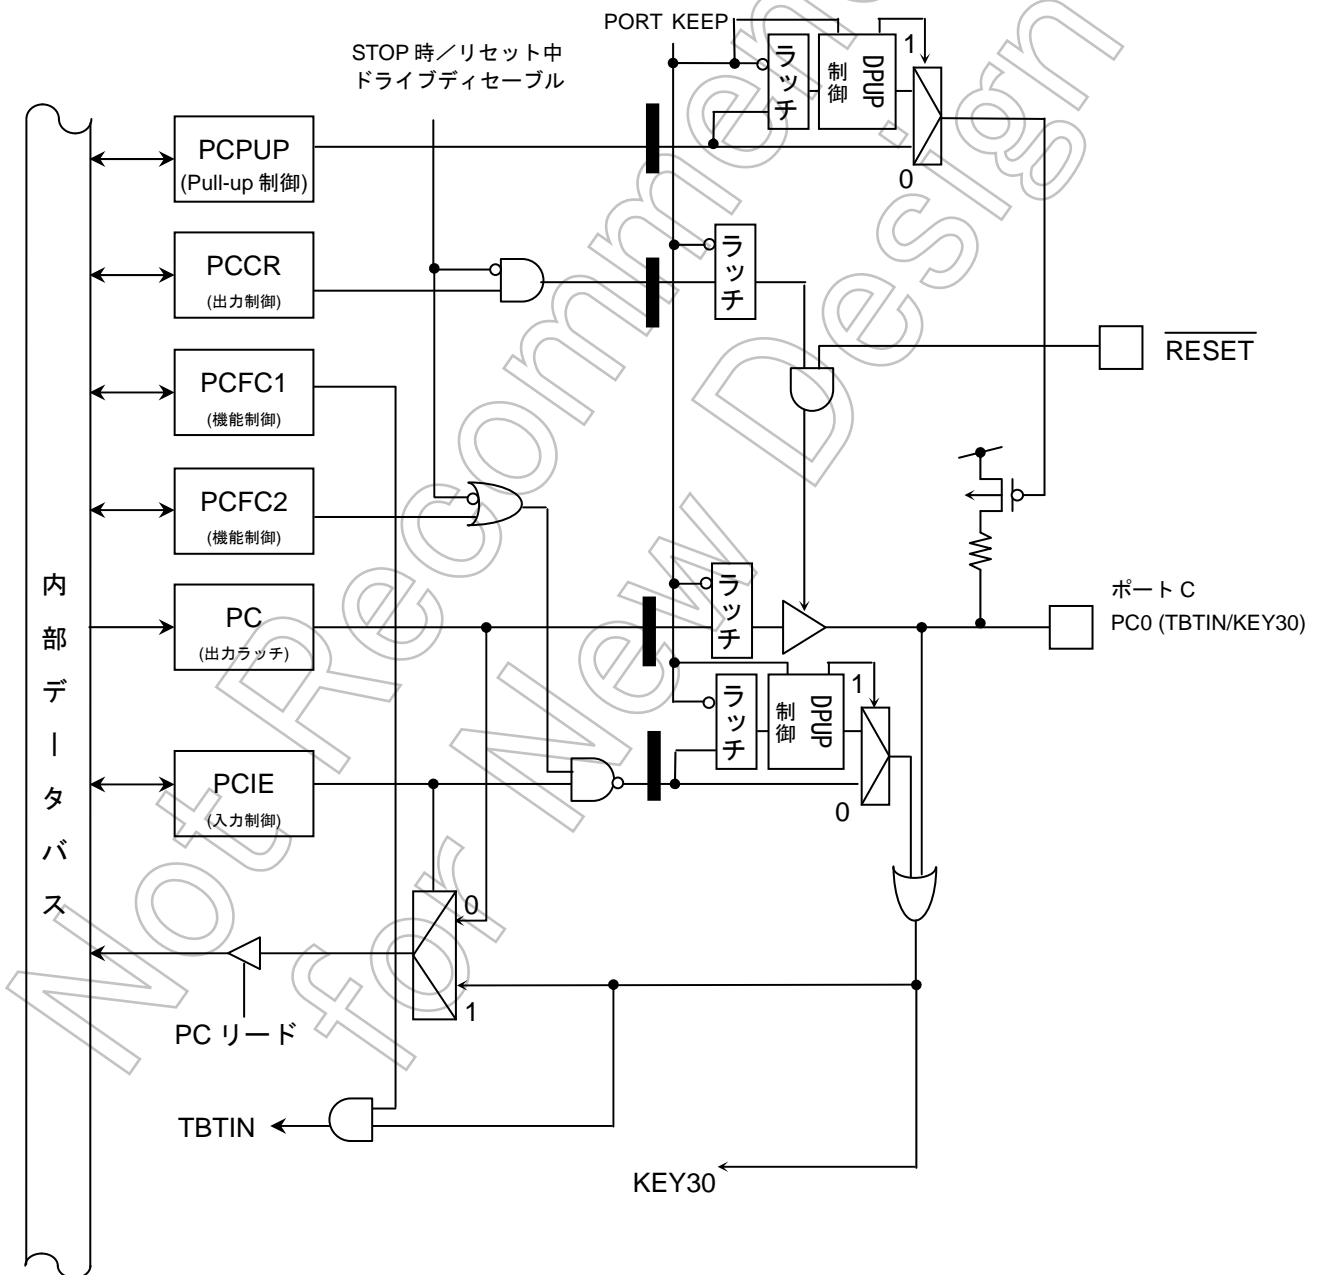 PORT KEEP
STOP 時／リセット中
ドライブディセーブル
ラッチ
制御
DPUP
1
0
PCPUP
(Pull-up 制御)
PCCR
(出力制御)
ラッチ
RESET
PCFC1
(機能制御)
PCFC2
(機能制御)
内部データバス
PC
(出力ラッチ)
ラッチ
ポート C
PC0 (TBTIN/KEY30)
ラッチ
制御
DPUP
1
0
PCIE
(入力制御)
0
1
PC リード
TBTIN
KEY30
Not Recommended
for New Design